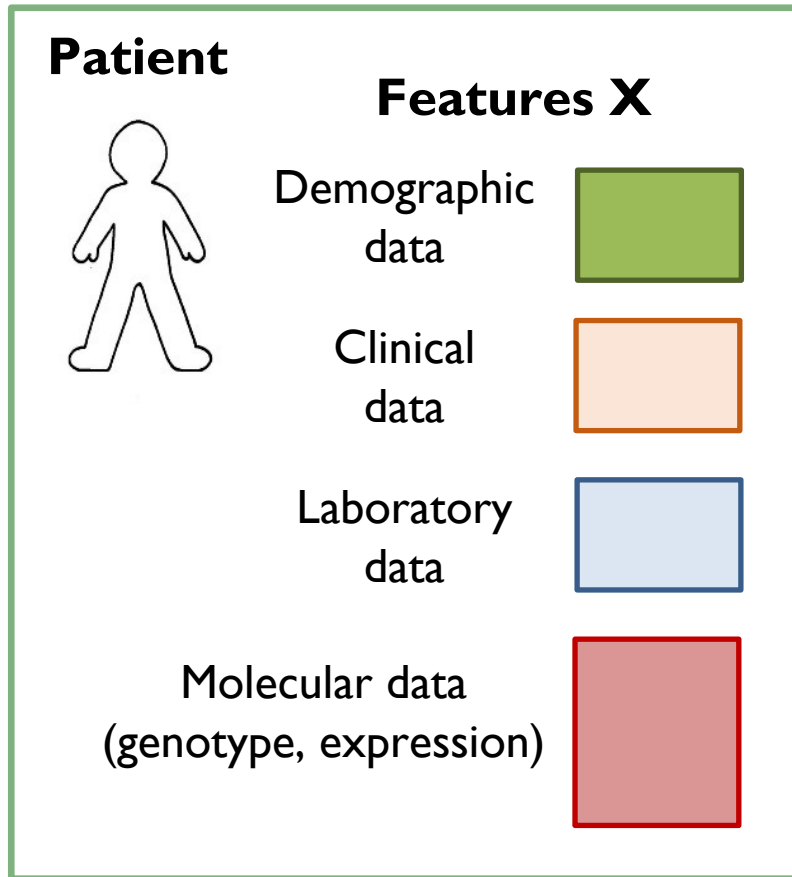 Patient
Features X
Demographic
data
Clinical
data
Laboratory
data
Molecular data
(genotype, expression)